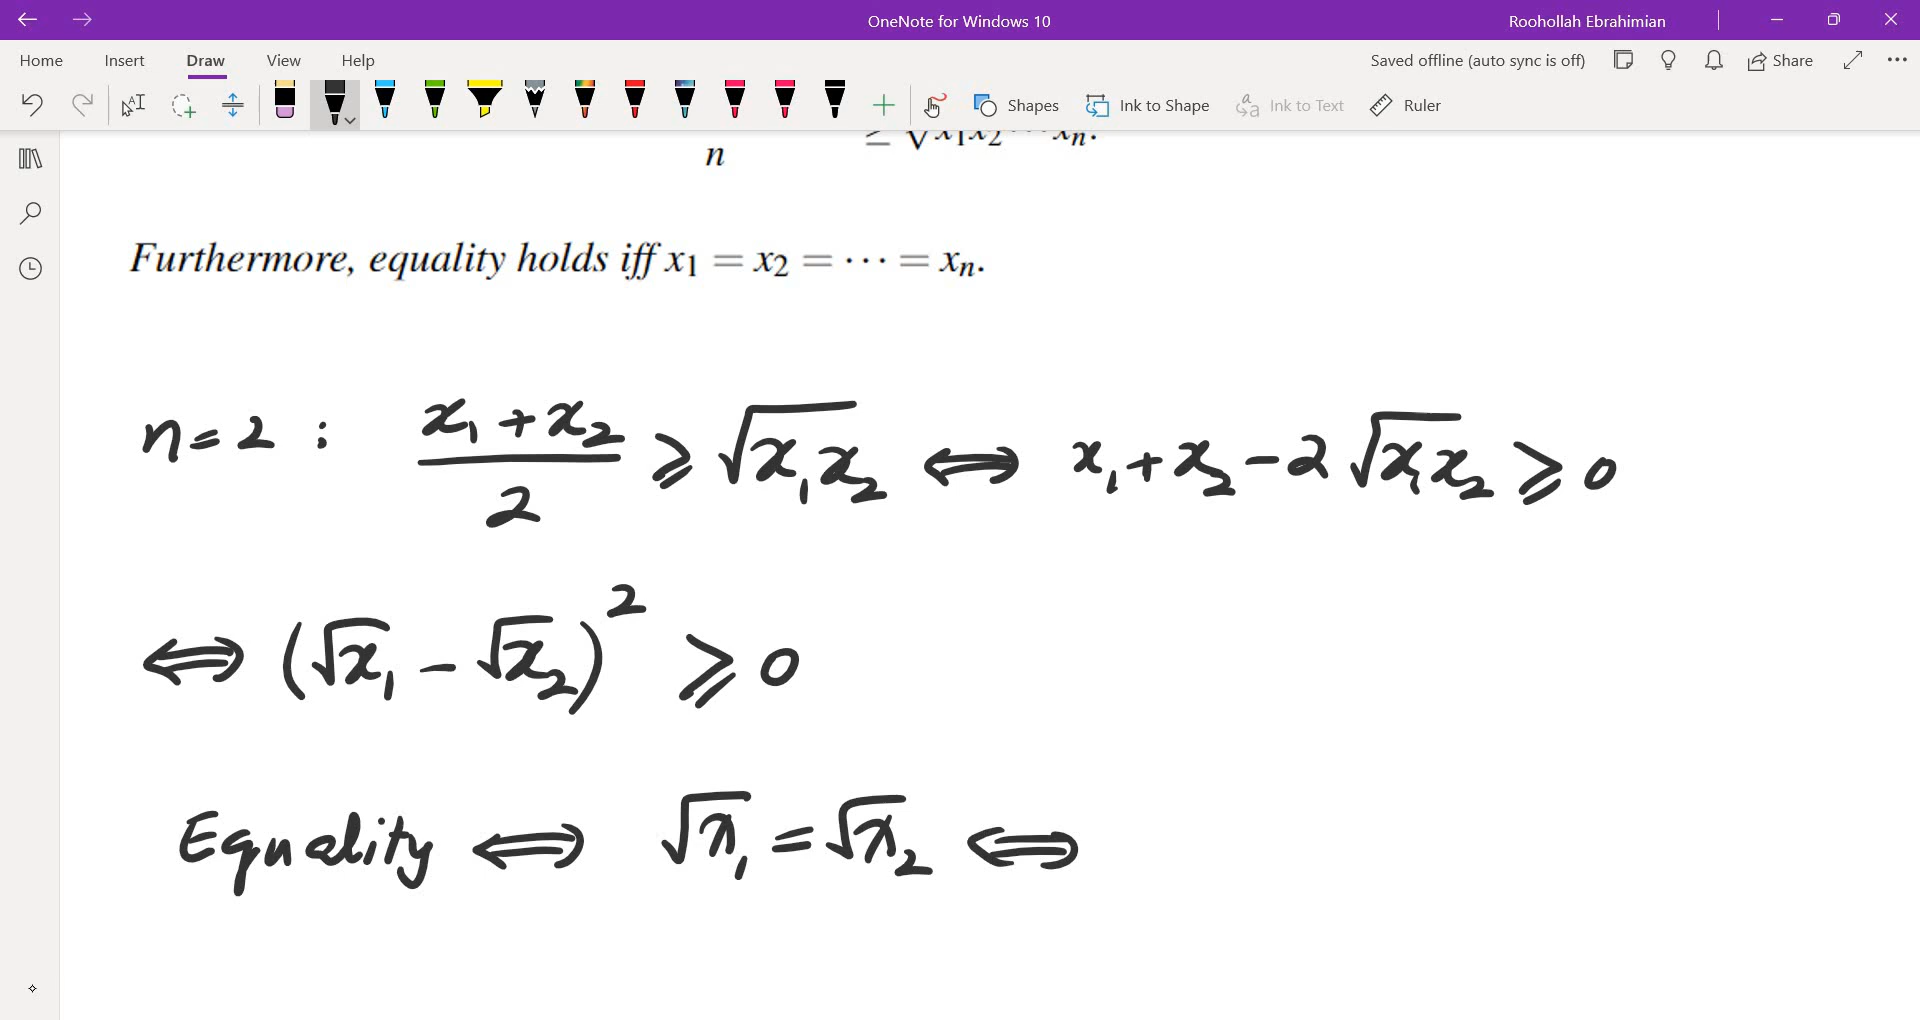 OneNote for Windows 10
Roohollah Ebrahimian
Home Insert Draw View Help
Saved offline (auto sync is off) Share
Shapes Ink to Shape Ink to Text Ruler
n ≥ √x₁x₂⋯xₙ.
Furthermore, equality holds iff x₁ = x₂ = ⋯ = xₙ.
n=2 : (x₁+x₂)/2 ⩾ √(x₁x₂) ⟺ x₁+x₂-2√(x₁x₂) ⩾ 0
⟺ (√x₁ - √x₂)² ⩾ 0
Equality ⟺ √x₁ = √x₂ ⟺